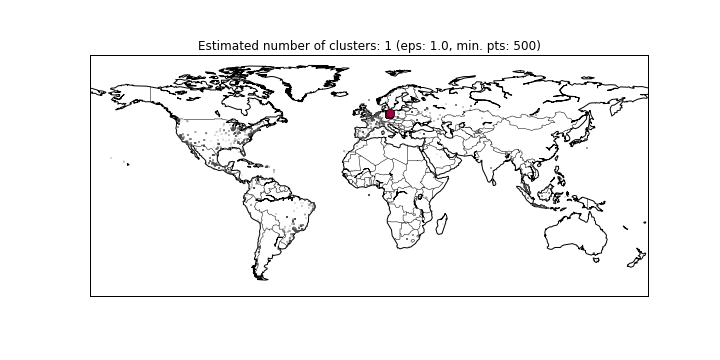 Estimated number of clusters: 1 (eps: 1.0, min. pts: 500)